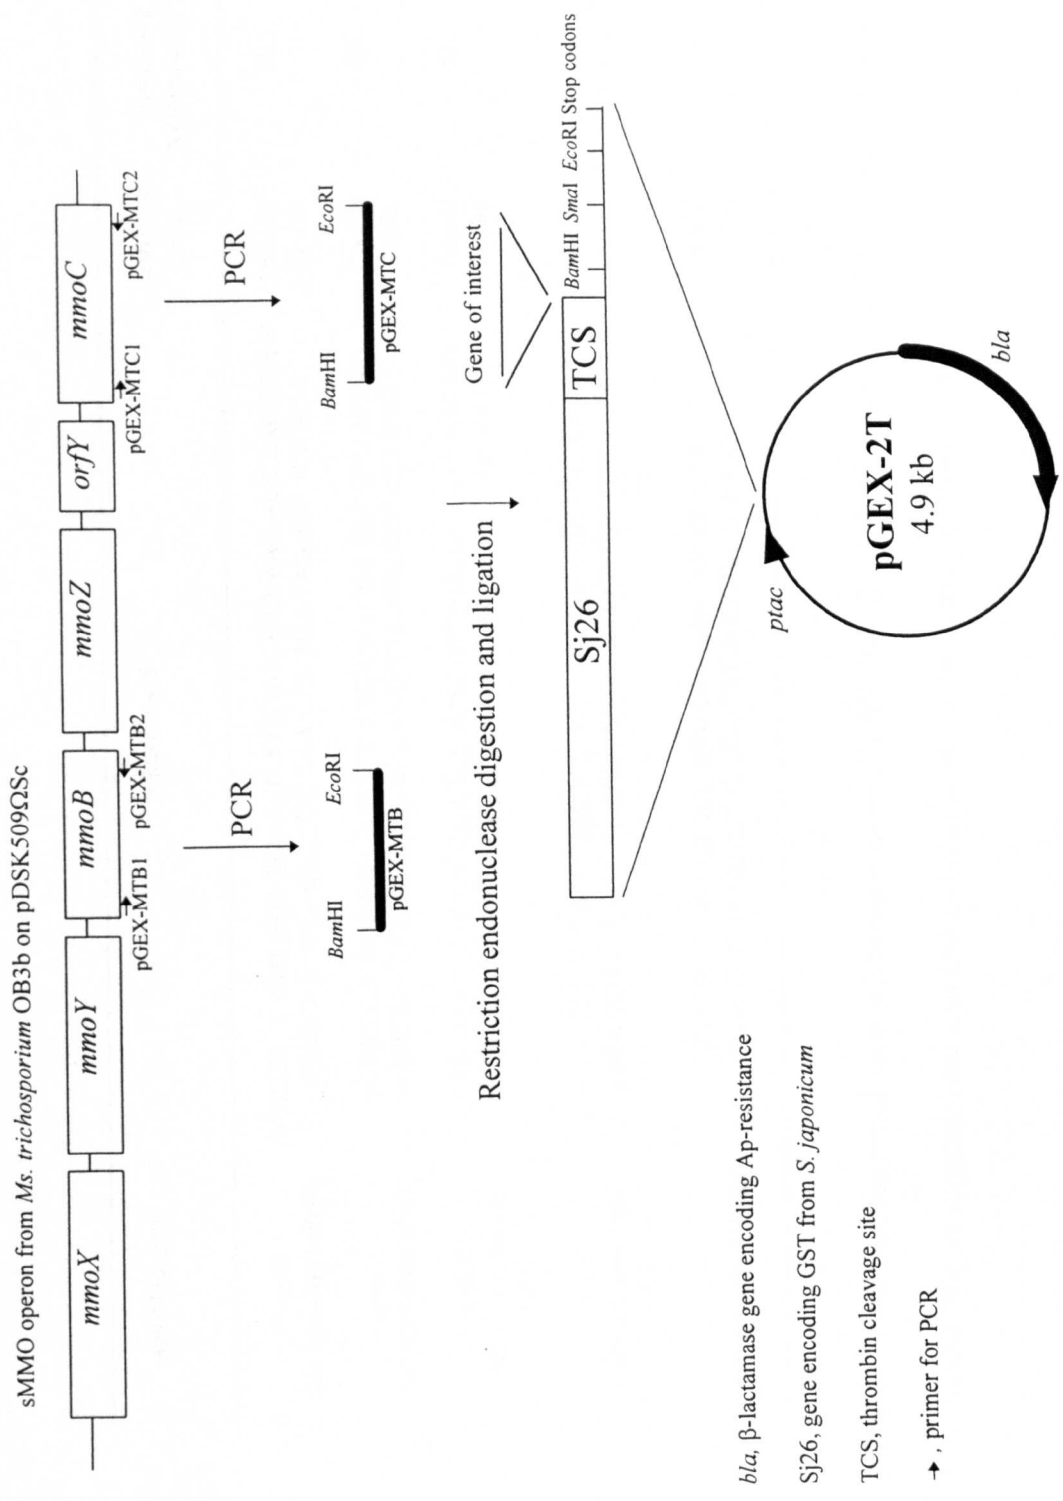 sMMO operon from Ms. trichosporium OB3b on pDSK509ΩSc
mmoX
mmoY
mmoB
mmoZ
orfY
mmoC
pGEX-MTB1
pGEX-MTB2
pGEX-MTC1
pGEX-MTC2
PCR
PCR
BamHI
EcoRI
pGEX-MTB
BamHI
EcoRI
pGEX-MTC
Restriction endonuclease digestion and ligation
Gene of interest
Sj26
TCS
BamHI SmaI EcoRI Stop codons
ptac
pGEX-2T
4.9 kb
bla
bla, β-lactamase gene encoding Ap-resistance
Sj26, gene encoding GST from S. japonicum
TCS, thrombin cleavage site
→ , primer for PCR